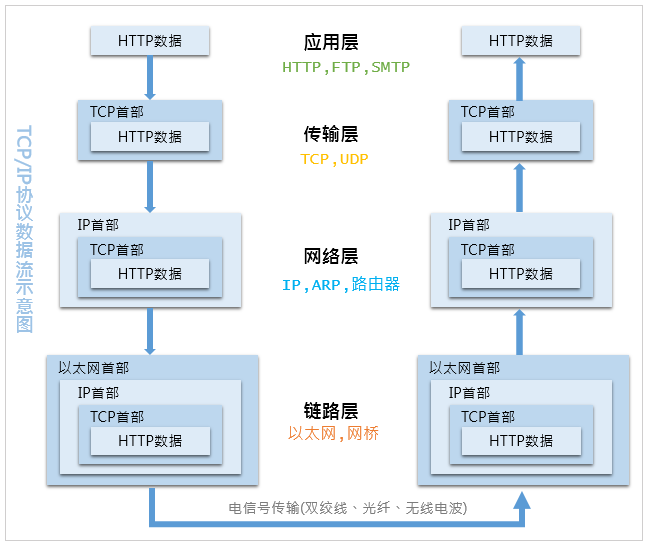 TCP/IP协议数据流示意图
HTTP数据
应用层
HTTP数据
HTTP,FTP,SMTP
TCP首部
HTTP数据
传输层
TCP,UDP
TCP首部
HTTP数据
IP首部
TCP首部
HTTP数据
网络层
IP,ARP,路由器
IP首部
TCP首部
HTTP数据
以太网首部
IP首部
TCP首部
HTTP数据
链路层
以太网,网桥
以太网首部
IP首部
TCP首部
HTTP数据
电信号传输(双绞线、光纤、无线电波)